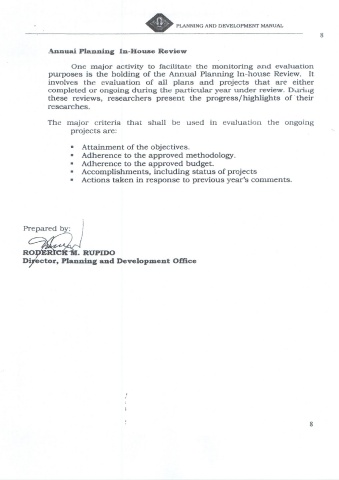 PLANNING AND DEVELOPMENT MANUAL
8
Annual Planning In-House Review
One major activity to facilitate the monitoring and evaluation
purposes is the holding of the Annual Planning In-house Review. It
involves the evaluation of all plans and projects that are either
completed or ongoing during the particular year under review. During
these reviews, researchers present the progress/highlights of their
researches.
The major criteria that shall be used in evaluation the ongoing
projects are:
• Attainment of the objectives.
• Adherence to the approved methodology.
• Adherence to the approved budget.
• Accomplishments, including status of projects
• Actions taken in response to previous year's comments.
Prepared by:
RODERICK M. RUPIDO
Director, Planning and Development Office
8